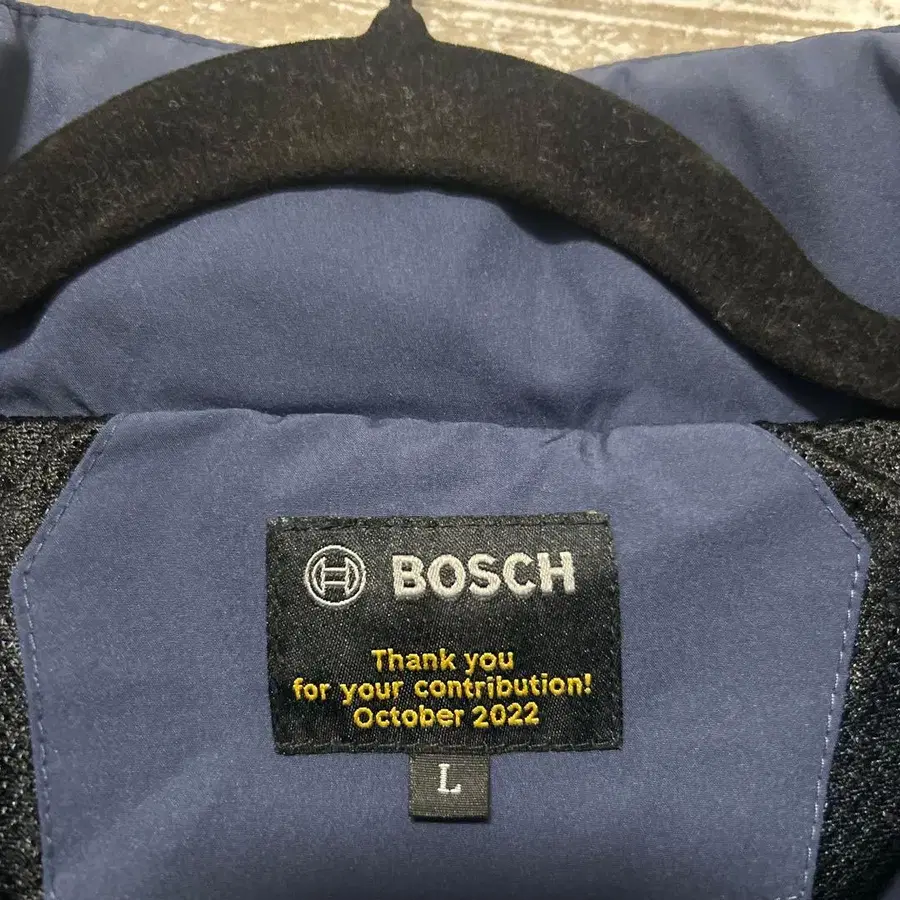 BOSCH
Thank you
for your contribution!
October 2022
L